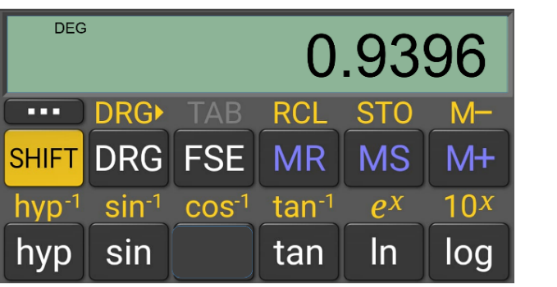 DEG
0.9396
... DRG▸ TAB RCL STO M−
SHIFT DRG FSE MR MS M+
hyp⁻¹ sin⁻¹ cos⁻¹ tan⁻¹ eˣ 10ˣ
hyp sin tan ln log